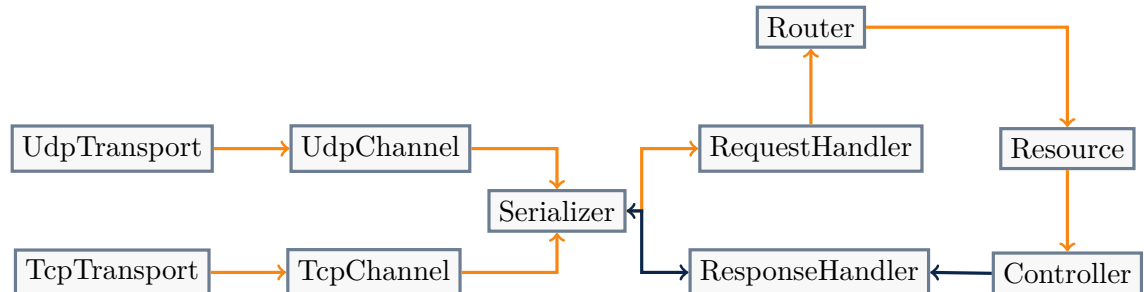 Router
UdpTransport
UdpChannel
RequestHandler
Resource
Serializer
TcpTransport
TcpChannel
ResponseHandler
Controller